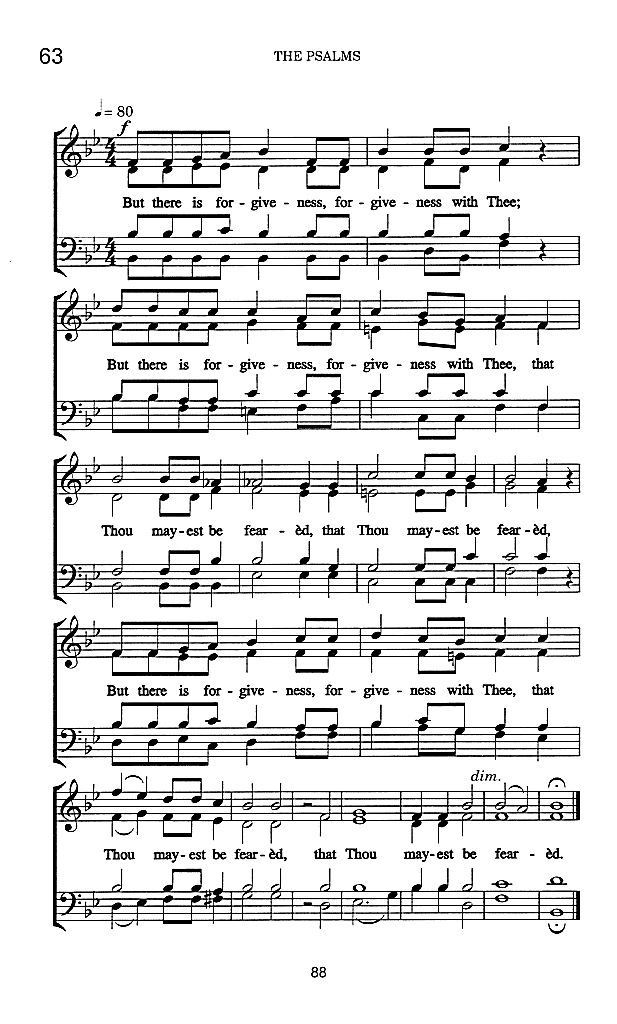 63
THE PSALMS
♩= 80
f
But there is for - give - ness, for - give - ness with Thee;
But there is for - give - ness, for - give - ness with Thee, that
Thou may-est be fear - èd, that Thou may-est be fear-èd,
But there is for - give - ness, for - give - ness with Thee, that
dim.
Thou may-est be fear-èd, that Thou may-est be fear - èd.
88